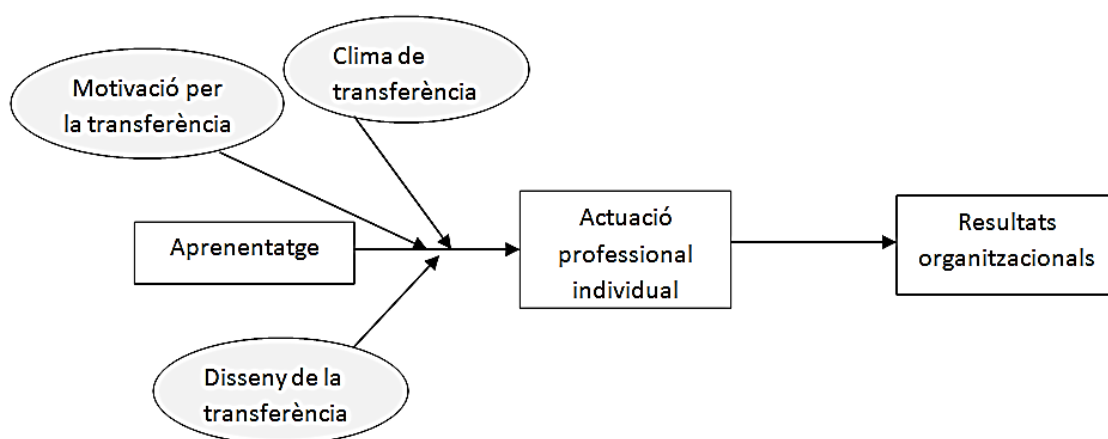 Clima de
transferència
Motivació per
la transferència
Aprenentatge
Actuació
professional
individual
Resultats
organitzacionals
Disseny de la
transferència